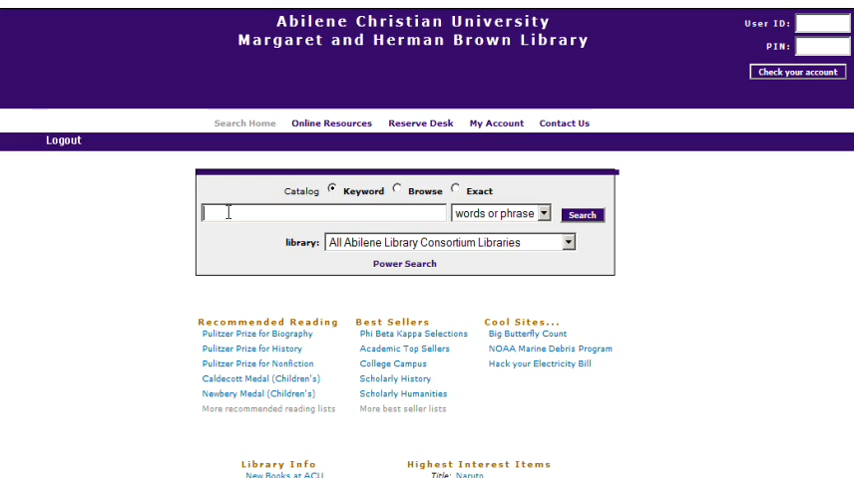 Abilene Christian University
Margaret and Herman Brown Library
User ID:
PIN:
Check your account
Search Home Online Resources Reserve Desk My Account Contact Us
Logout
Catalog Keyword Browse Exact
words or phrase Search
library: All Abilene Library Consortium Libraries
Power Search
Recommended Reading
Pulitzer Prize for Biography
Pulitzer Prize for History
Pulitzer Prize for Nonfiction
Caldecott Medal (Children's)
Newbery Medal (Children's)
More recommended reading lists
Best Sellers
Phi Beta Kappa Selections
Academic Top Sellers
College Campus
Scholarly History
Scholarly Humanities
More best seller lists
Cool Sites...
Big Butterfly Count
NOAA Marine Debris Program
Hack your Electricity Bill
Library Info
New Books at ACU
Highest Interest Items
Title: Naruto